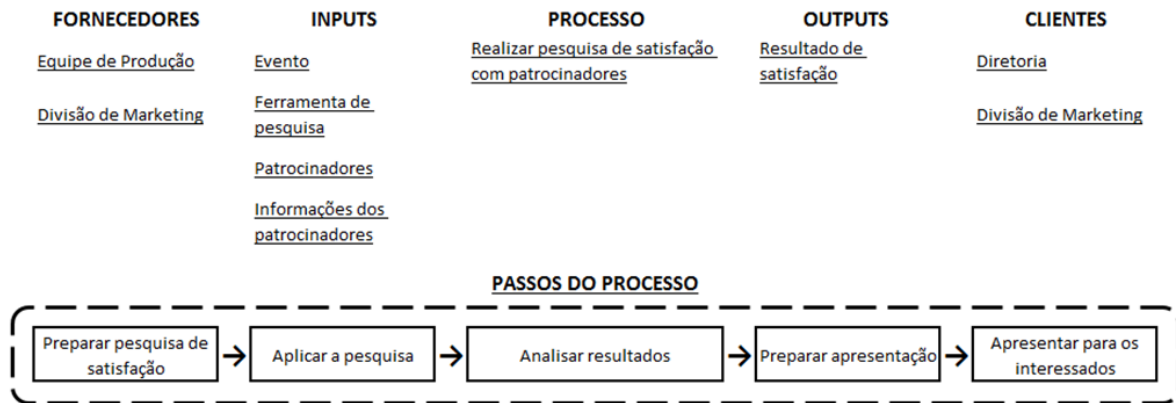 FORNECEDORES
INPUTS
PROCESSO
OUTPUTS
CLIENTES
Equipe de Produção
Divisão de Marketing
Evento
Ferramenta de
pesquisa
Patrocinadores
Informações dos
patrocinadores
Realizar pesquisa de satisfação
com patrocinadores
Resultado de
satisfação
Diretoria
Divisão de Marketing
PASSOS DO PROCESSO
Preparar pesquisa de
satisfação
Aplicar a pesquisa
Analisar resultados
Preparar apresentação
Apresentar para os
interessados